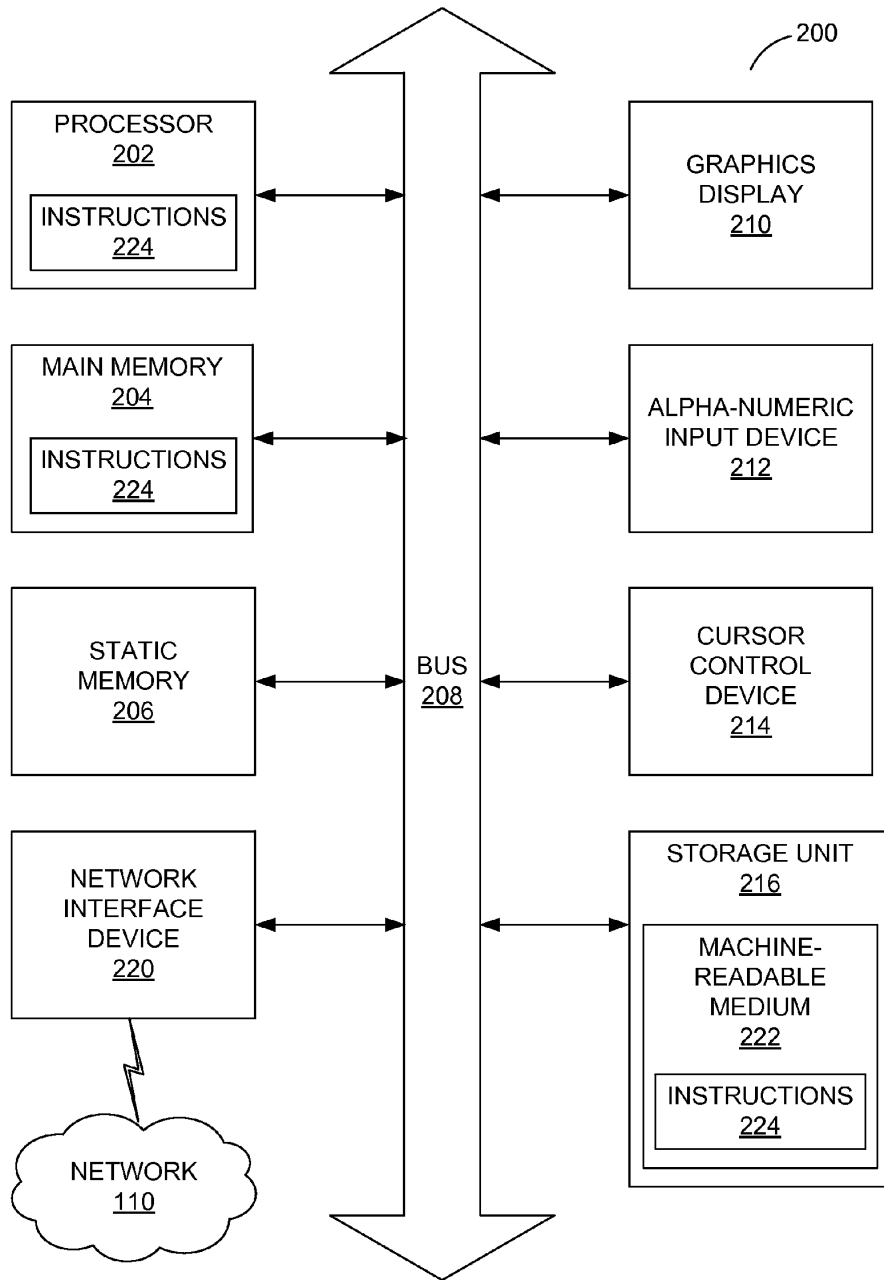 200
PROCESSOR
202
INSTRUCTIONS
224
MAIN MEMORY
204
INSTRUCTIONS
224
STATIC
MEMORY
206
NETWORK
INTERFACE
DEVICE
220
NETWORK
110
BUS
208
GRAPHICS
DISPLAY
210
ALPHA-NUMERIC
INPUT DEVICE
212
CURSOR
CONTROL
DEVICE
214
STORAGE UNIT
216
MACHINE-
READABLE
MEDIUM
222
INSTRUCTIONS
224